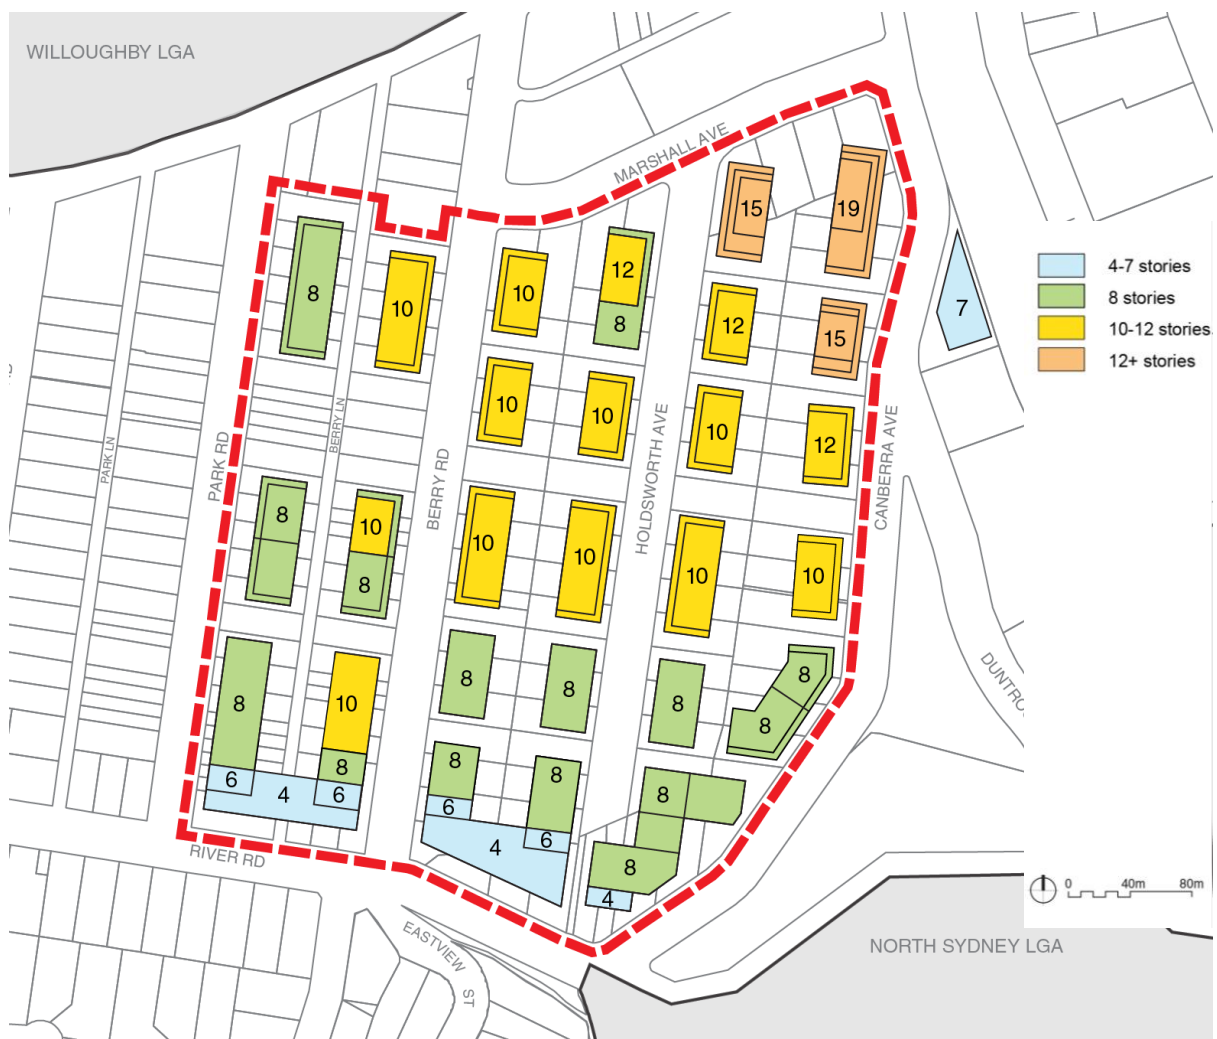 WILLOUGHBY LGA
MARSHALL AVE
15
19
12
8
10
10
8
12
15
7
4-7 stories
8 stories
10-12 stories
12+ stories
10
10
10
12
PARK LN
PARK RD
BERRY LN
BERRY RD
HOLDSWORTH AVE
CANBERRA AVE
8
10
8
10
10
10
10
8
10
8
8
8
8
8
DUNTRO
8
6
4
6
8
6
4
8
6
8
8
4
RIVER RD
EASTVIEW
ST
0 40m 80m
NORTH SYDNEY LGA